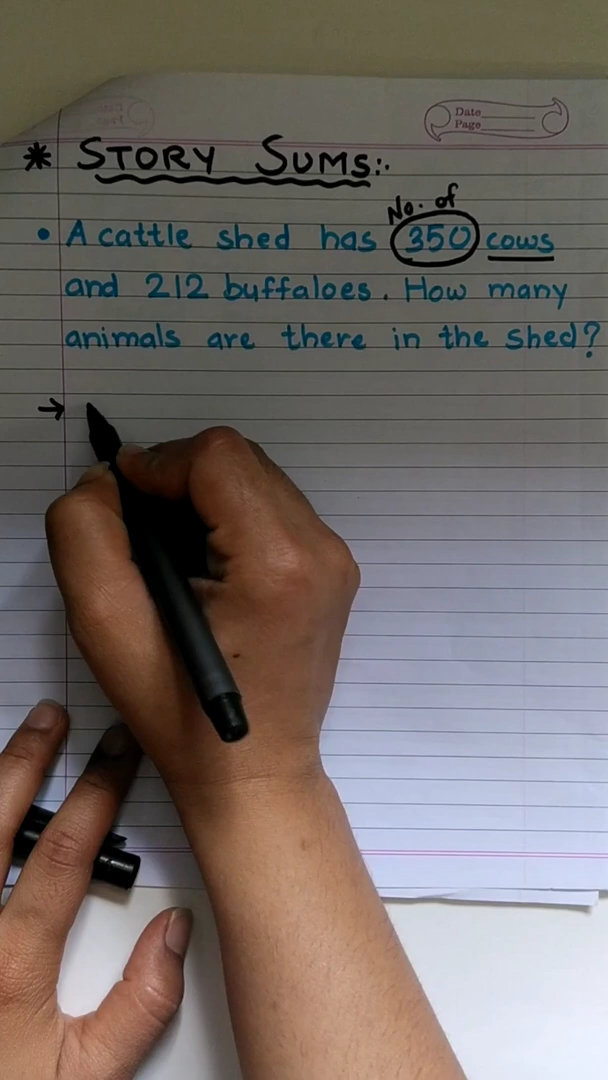 Date
Page
* STORY SUMS:.
No. of
• A cattle shed has 350 cows
and 212 buffaloes. How many
animals are there in the shed?
→